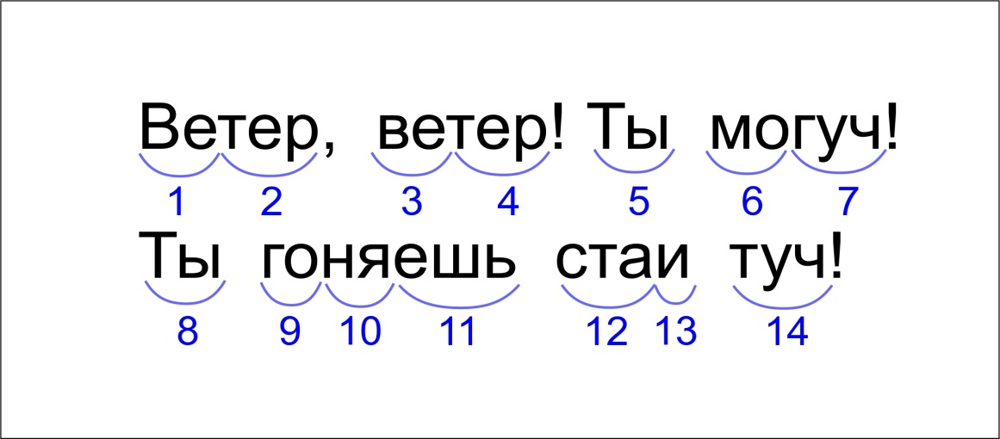 Ветер, ветер! Ты могуч!
1 2 3 4 5 6 7
Ты гоняешь стаи туч!
8 9 10 11 12 13 14